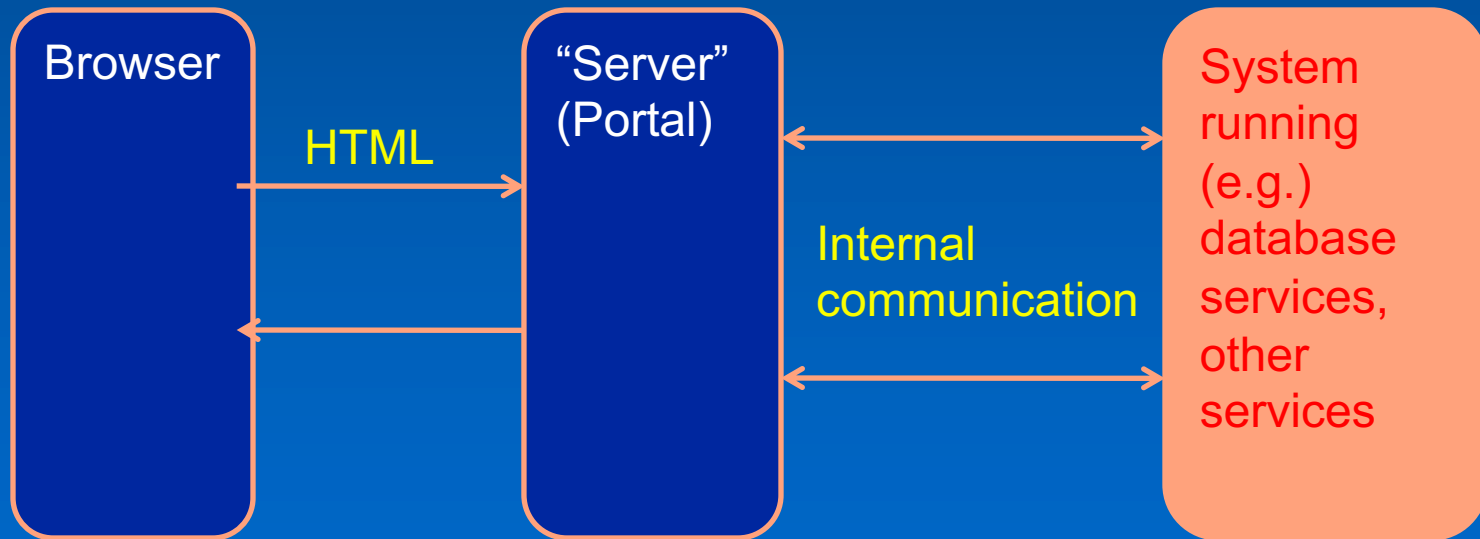 Browser
HTML
“Server”
(Portal)
Internal
communication
System
running
(e.g.)
database
services,
other
services